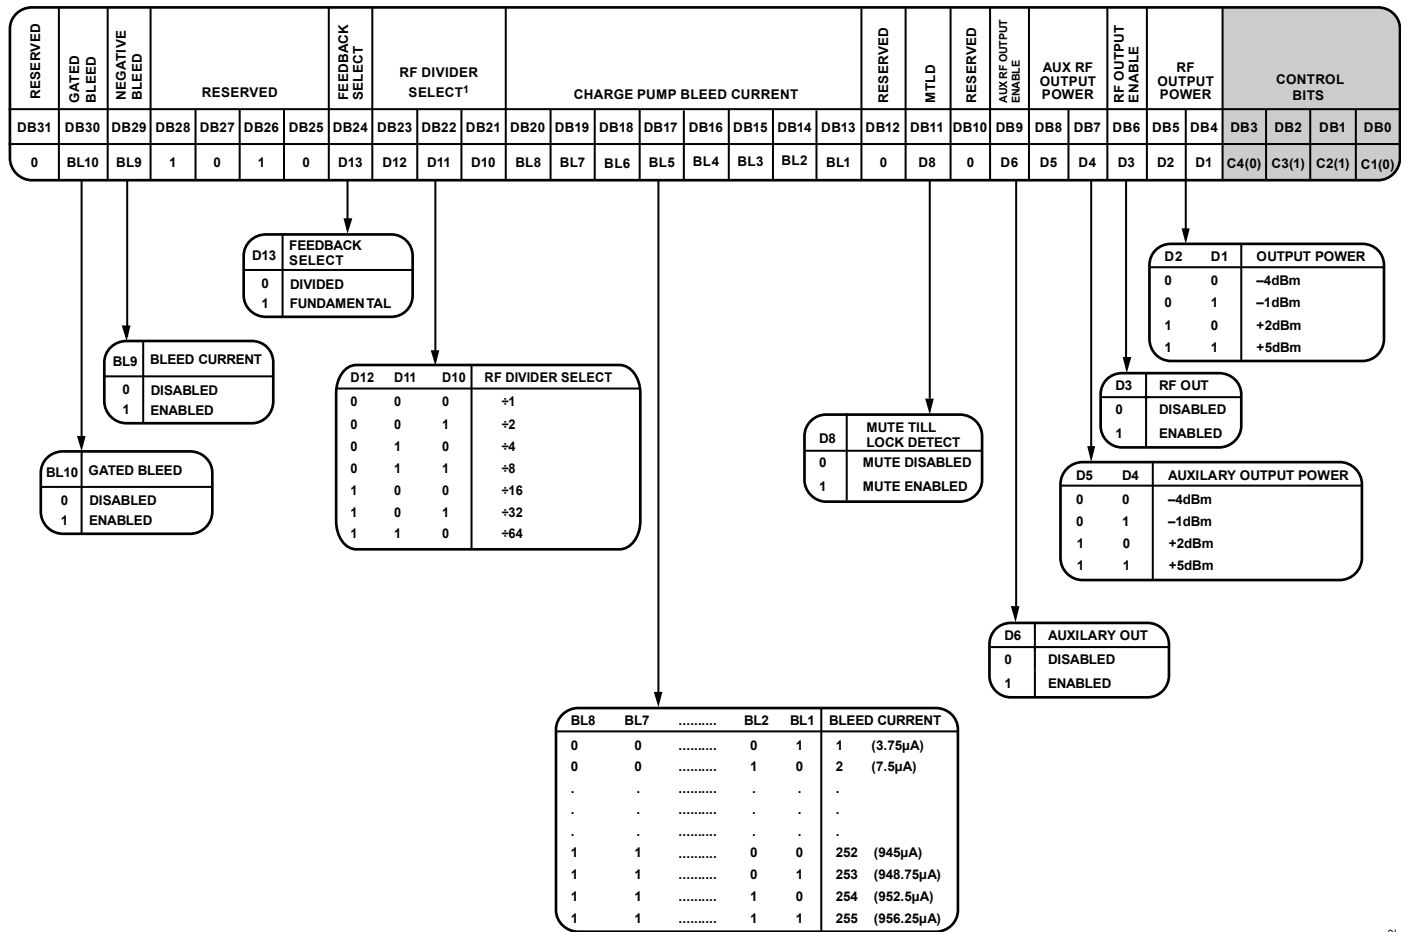 RESERVED
GATED BLEED
NEGATIVE BLEED
RESERVED
FEEDBACK SELECT
RF DIVIDER SELECT1
CHARGE PUMP BLEED CURRENT
RESERVED
MTLD
RESERVED
AUX RF OUTPUT ENABLE
AUX RF OUTPUT POWER
RF OUTPUT ENABLE
RF OUTPUT POWER
CONTROL BITS
DB31 DB30 DB29 DB28 DB27 DB26 DB25 DB24 DB23 DB22 DB21 DB20 DB19 DB18 DB17 DB16 DB15 DB14 DB13 DB12 DB11 DB10 DB9 DB8 DB7 DB6 DB5 DB4 DB3 DB2 DB1 DB0
0 BL10 BL9 1 0 1 0 D13 D12 D11 D10 BL8 BL7 BL6 BL5 BL4 BL3 BL2 BL1 0 D8 0 D6 D5 D4 D3 D2 D1 C4(0) C3(1) C2(1) C1(0)
D13 FEEDBACK SELECT
0 DIVIDED
1 FUNDAMENTAL
D2 D1 OUTPUT POWER
0 0 –4dBm
0 1 –1dBm
1 0 +2dBm
1 1 +5dBm
BL9 BLEED CURRENT
0 DISABLED
1 ENABLED
D12 D11 D10 RF DIVIDER SELECT
0 0 0 ÷1
0 0 1 ÷2
0 1 0 ÷4
0 1 1 ÷8
1 0 0 ÷16
1 0 1 ÷32
1 1 0 ÷64
D3 RF OUT
0 DISABLED
1 ENABLED
D8 MUTE TILL LOCK DETECT
0 MUTE DISABLED
1 MUTE ENABLED
BL10 GATED BLEED
0 DISABLED
1 ENABLED
D5 D4 AUXILARY OUTPUT POWER
0 0 –4dBm
0 1 –1dBm
1 0 +2dBm
1 1 +5dBm
D6 AUXILARY OUT
0 DISABLED
1 ENABLED
BL8 BL7 .......... BL2 BL1 BLEED CURRENT
0 0 .......... 0 1 1 (3.75µA)
0 0 .......... 1 0 2 (7.5µA)
. . .......... . . .
. . .......... . . .
. . .......... . . .
1 1 .......... 0 0 252 (945µA)
1 1 .......... 0 1 253 (948.75µA)
1 1 .......... 1 0 254 (952.5µA)
1 1 .......... 1 1 255 (956.25µA)